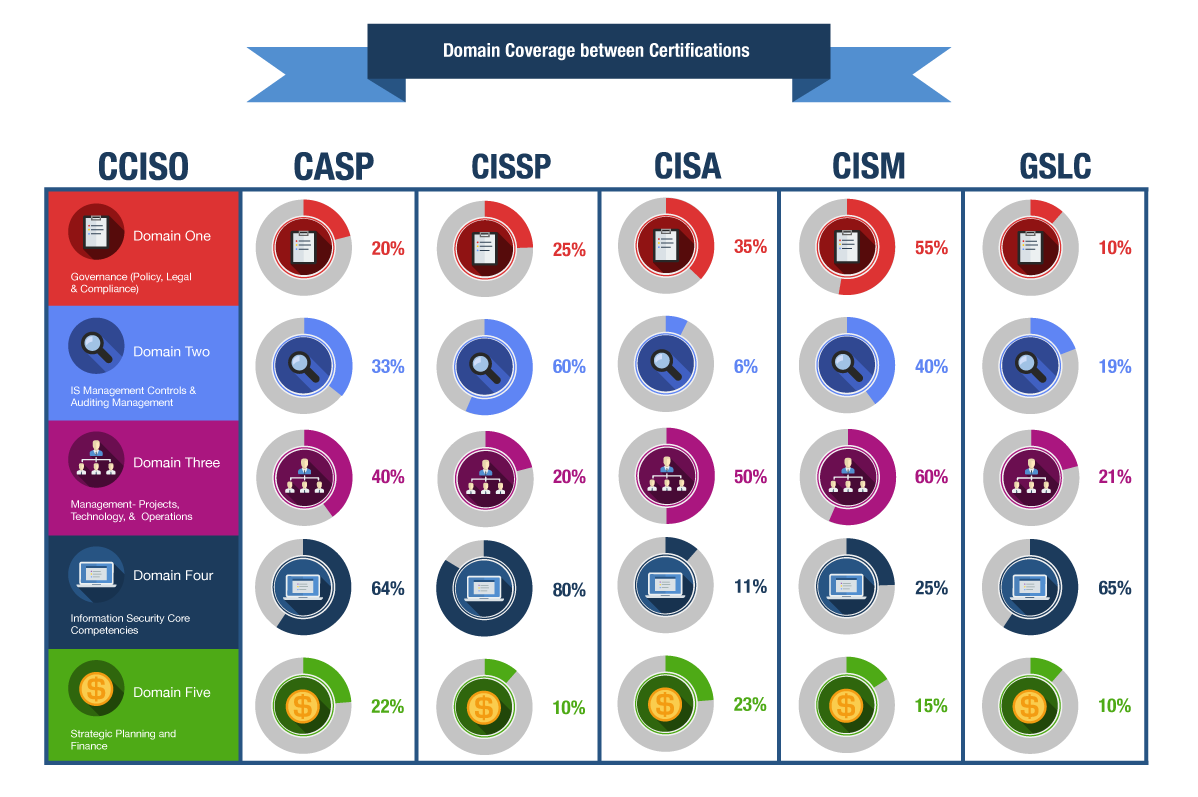 Domain Coverage between Certifications
CCISO
CASP
CISSP
CISA
CISM
GSLC
Domain One
Governance (Policy, Legal
& Compliance)
20%
25%
35%
55%
10%
Domain Two
IS Management Controls &
Auditing Management
33%
60%
6%
40%
19%
Domain Three
Management- Projects,
Technology, & Operations
40%
20%
50%
60%
21%
Domain Four
Information Security Core
Competencies
64%
80%
11%
25%
65%
Domain Five
Strategic Planning and
Finance
22%
10%
23%
15%
10%